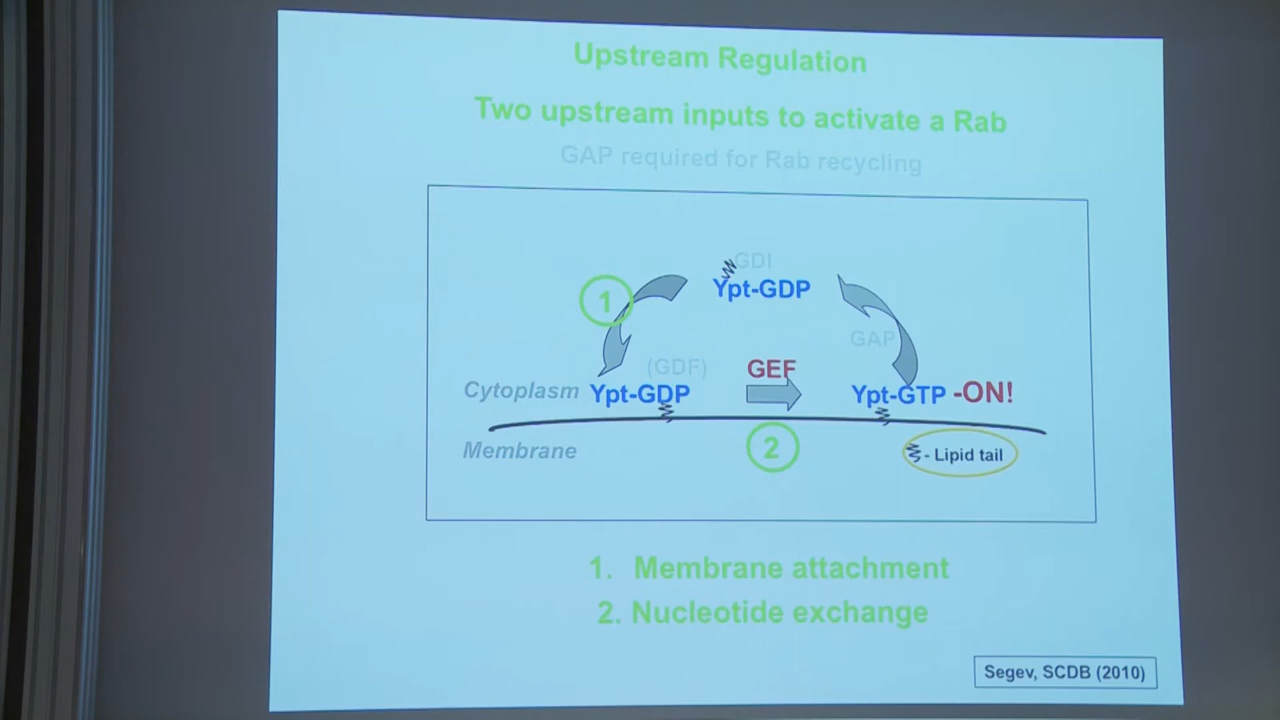 Upstream Regulation
Two upstream inputs to activate a Rab
GAP required for Rab recycling
GDI
Ypt-GDP
1
GAP
(GDF)
GEF
Cytoplasm Ypt-GDP
Ypt-GTP -ON!
Membrane
2
- Lipid tail
1. Membrane attachment
2. Nucleotide exchange
Segev, SCDB (2010)